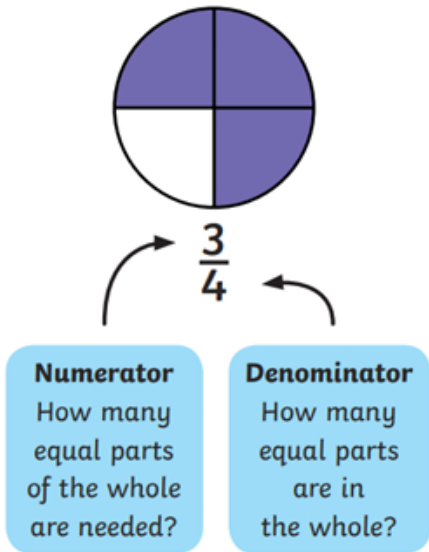 3
4
Numerator
How many
equal parts
of the whole
are needed?
Denominator
How many
equal parts
are in
the whole?